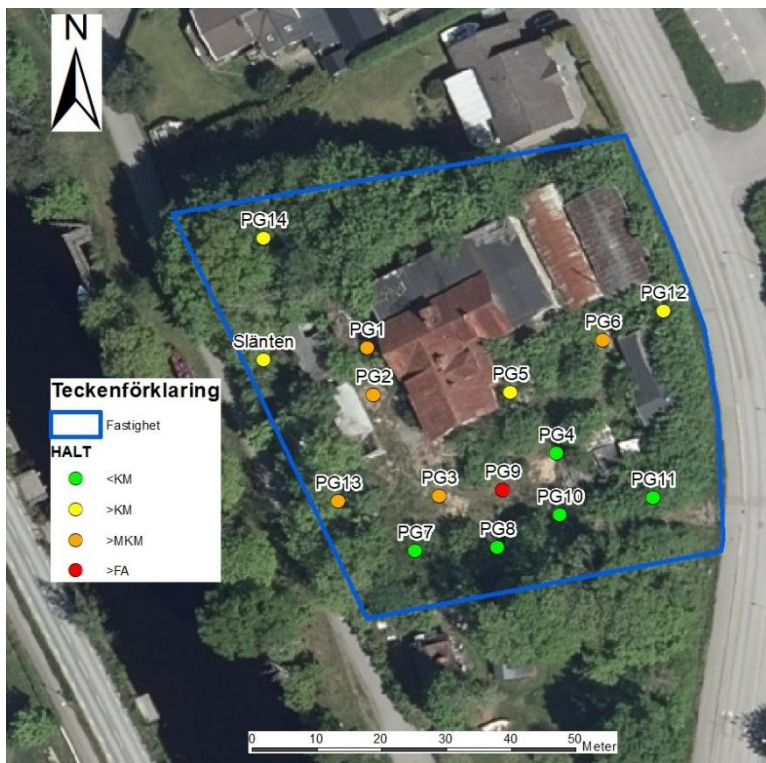 N
PG14
PG12
PG1
PG6
Slänten
PG2
PG5
Teckenförklaring
Fastighet
HALT
<KM
>KM
>MKM
>FA
PG4
PG13
PG3
PG9
PG11
PG10
PG7
PG8
0 10 20 30 40 50
Meter